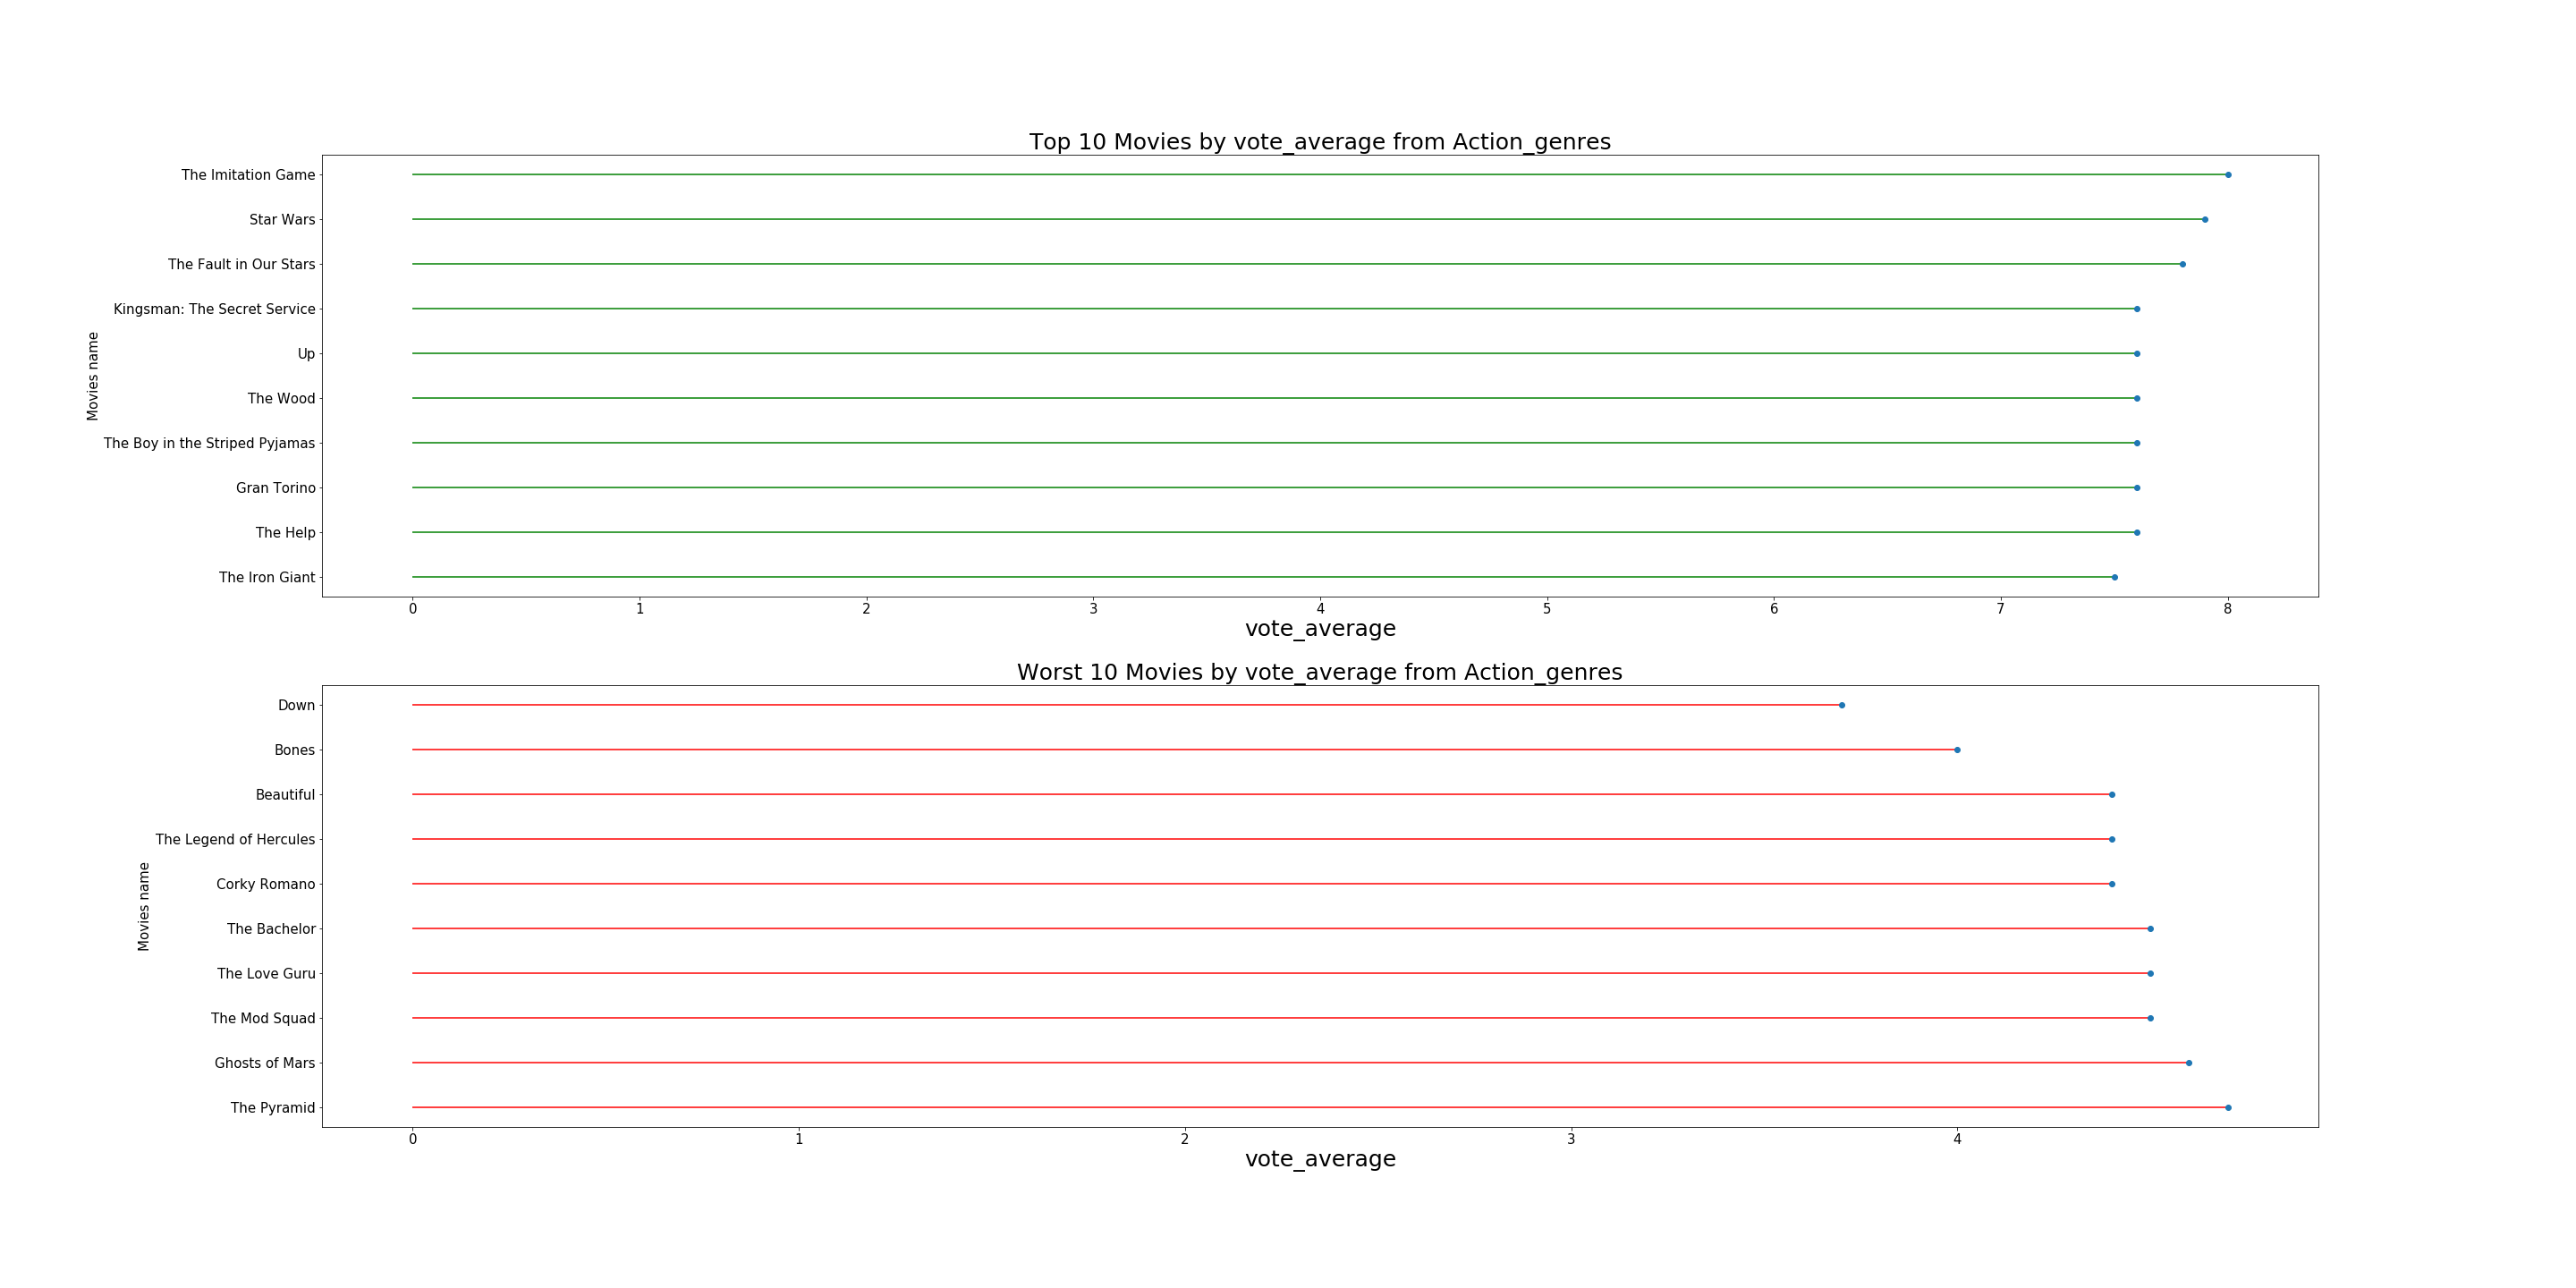 Top 10 Movies by vote_average from Action_genres
Movies name
The Imitation Game
Star Wars
The Fault in Our Stars
Kingsman: The Secret Service
Up
The Wood
The Boy in the Striped Pyjamas
Gran Torino
The Help
The Iron Giant
0 1 2 3 4 5 6 7 8
vote_average
Worst 10 Movies by vote_average from Action_genres
Movies name
Down
Bones
Beautiful
The Legend of Hercules
Corky Romano
The Bachelor
The Love Guru
The Mod Squad
Ghosts of Mars
The Pyramid
0 1 2 3 4
vote_average